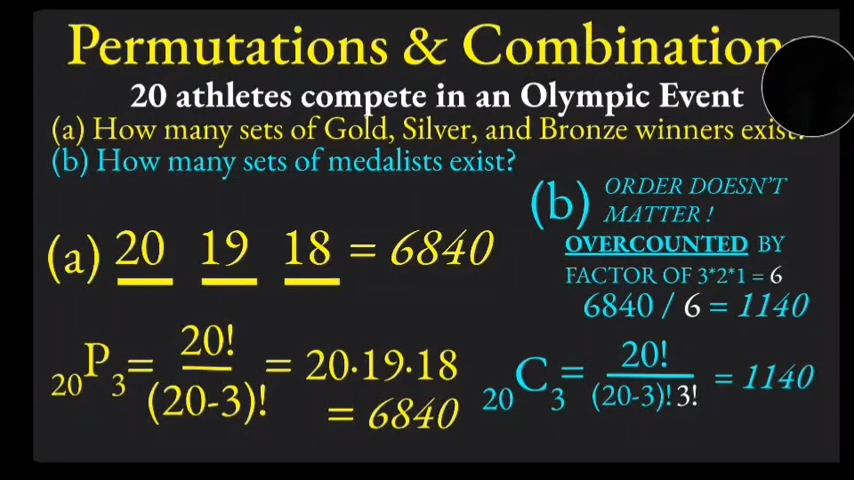 Permutations & Combination
20 athletes compete in an Olympic Event
(a) How many sets of Gold, Silver, and Bronze winners exist?
(b) How many sets of medalists exist?
(a) 20 19 18 = 6840
20P3 = 20! / (20-3)! = 20·19·18
= 6840
(b) ORDER DOESN'T
MATTER !
OVERCOUNTED BY
FACTOR OF 3*2*1 = 6
6840 / 6 = 1140
20C3 = 20! / (20-3)! 3! = 1140